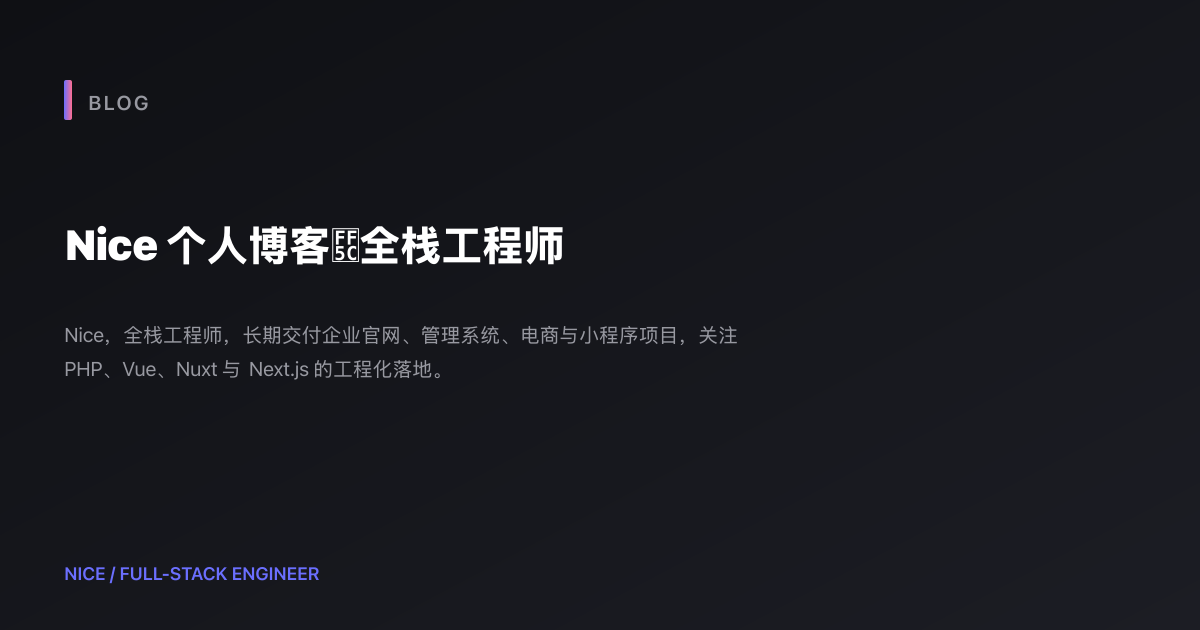 BLOG
Nice 个人博客｜全栈工程师
Nice，全栈工程师，长期交付企业官网、管理系统、电商与小程序项目，关注
PHP、Vue、Nuxt 与 Next.js 的工程化落地。
NICE / FULL-STACK ENGINEER